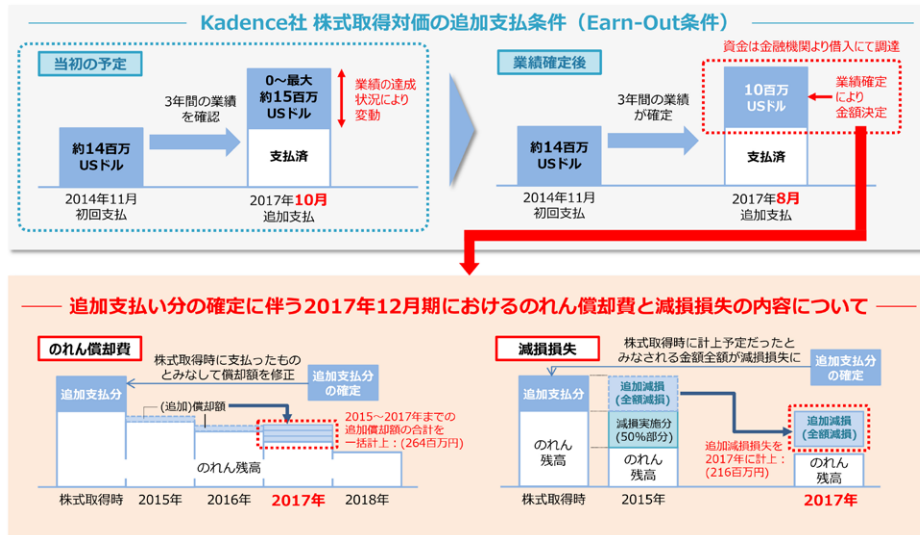 Kadence社 株式取得対価の追加支払条件（Earn-Out条件）
当初の予定
0～最大
約15百万
USドル
業績の達成
状況により
変動
3年間の業績
を確認
約14百万
USドル
支払済
2014年11月
初回支払
2017年10月
追加支払
業績確定後
資金は金融機関より借入にて調達
10百万
USドル
業績確定
により
金額決定
3年間の業績
が確定
約14百万
USドル
支払済
2014年11月
初回支払
2017年8月
追加支払
追加支払い分の確定に伴う2017年12月期におけるのれん償却費と減損損失の内容について
のれん償却費
株式取得時に支払ったもの
とみなして償却額を修正
追加支払分
の確定
追加支払分
(追加)償却額
2015～2017年までの
追加償却額の合計を
一括計上：(264百万円)
のれん残高
株式取得時
2015年
2016年
2017年
2018年
減損損失
株式取得時に計上予定だったと
みなされる金額全額が減損損失に
追加支払分
の確定
追加支払分
追加減損
(全額減損)
減損実施分
(50%部分)
追加減損
(全額減損)
追加減損損失を
2017年に計上：
(216百万円)
のれん
残高
のれん
残高
のれん
残高
株式取得時
2015年
2017年